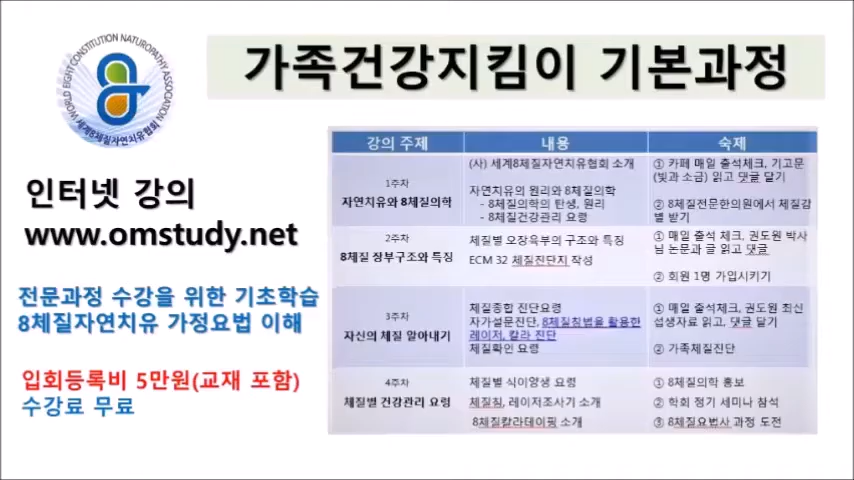 WORLD EIGHT CONSTITUTION NATUROPATHY ASSOCIATION
세계8체질자연치유협회
가족건강지킴이 기본과정
인터넷 강의
www.omstudy.net
전문과정 수강을 위한 기초학습
8체질자연치유 가정요법 이해
입회등록비 5만원(교재 포함)
수강료 무료
강의 주제 내용 숙제
1주차
자연치유와 8체질의학
(사) 세계8체질자연치유협회 소개
자연치유의 원리와 8체질의학
- 8체질의학의 탄생, 원리
- 8체질건강관리 요령
① 카페 매일 출석체크, 기고문
(빛과 소금) 읽고 댓글 달기
② 8체질전문한의원에서 체질감
별 받기
2주차
8체질 장부구조와 특징
체질별 오장육부의 구조와 특징
ECM 32 체질진단지 작성
① 매일 출석 체크, 권도원 박사
님 논문과 글 읽고 댓글
② 회원 1명 가입시키기
3주차
자신의 체질 알아내기
체질종합 진단요령
자가설문진단, 8체질침법을 활용한
레이저, 칼라 진단
체질확인 요령
① 매일 출석체크, 권도원 최신
섭생자료 읽고, 댓글 달기
② 가족체질진단
4주차
체질별 건강관리 요령
체질별 식이양생 요령
체질침, 레이저조사기 소개
8체질칼라테이핑 소개
① 8체질의학 홍보
② 학회 정기 세미나 참석
③ 8체질요법사 과정 도전